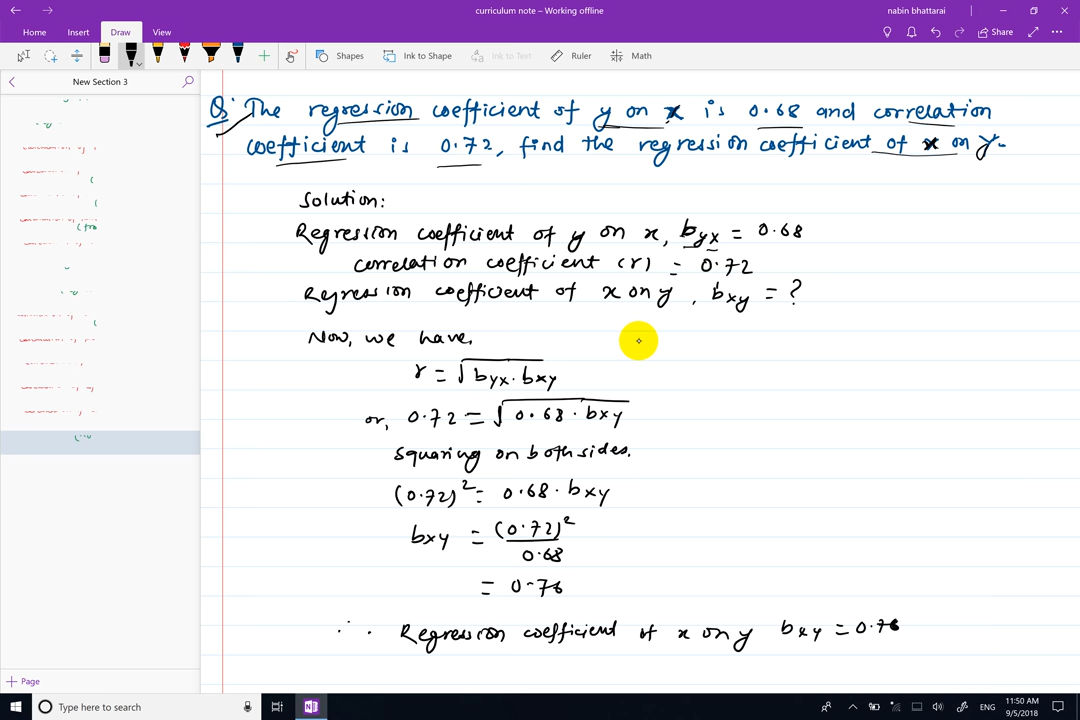 curriculum note – Working offline
nabin bhattarai
Home Insert Draw View
Share
Shapes Ink to Shape Ink to Text Ruler Math
New Section 3
Q: The regression coefficient of y on x is 0.68 and correlation
coefficient is 0.72, find the regression coefficient of x on y.
Solution:
Regression coefficient of y on x, byx = 0.68
correlation coefficient (r) = 0.72
Regression coefficient of x on y, bxy = ?
Now, we have,
r = √byx.bxy
or, 0.72 = √0.68 . bxy
squaring on both sides.
(0.72)² = 0.68 . bxy
bxy = (0.72)²
0.68
= 0.76
∴ Regression coefficient of x on y bxy = 0.76
+ Page
Type here to search
ENG
11:50 AM
9/5/2018